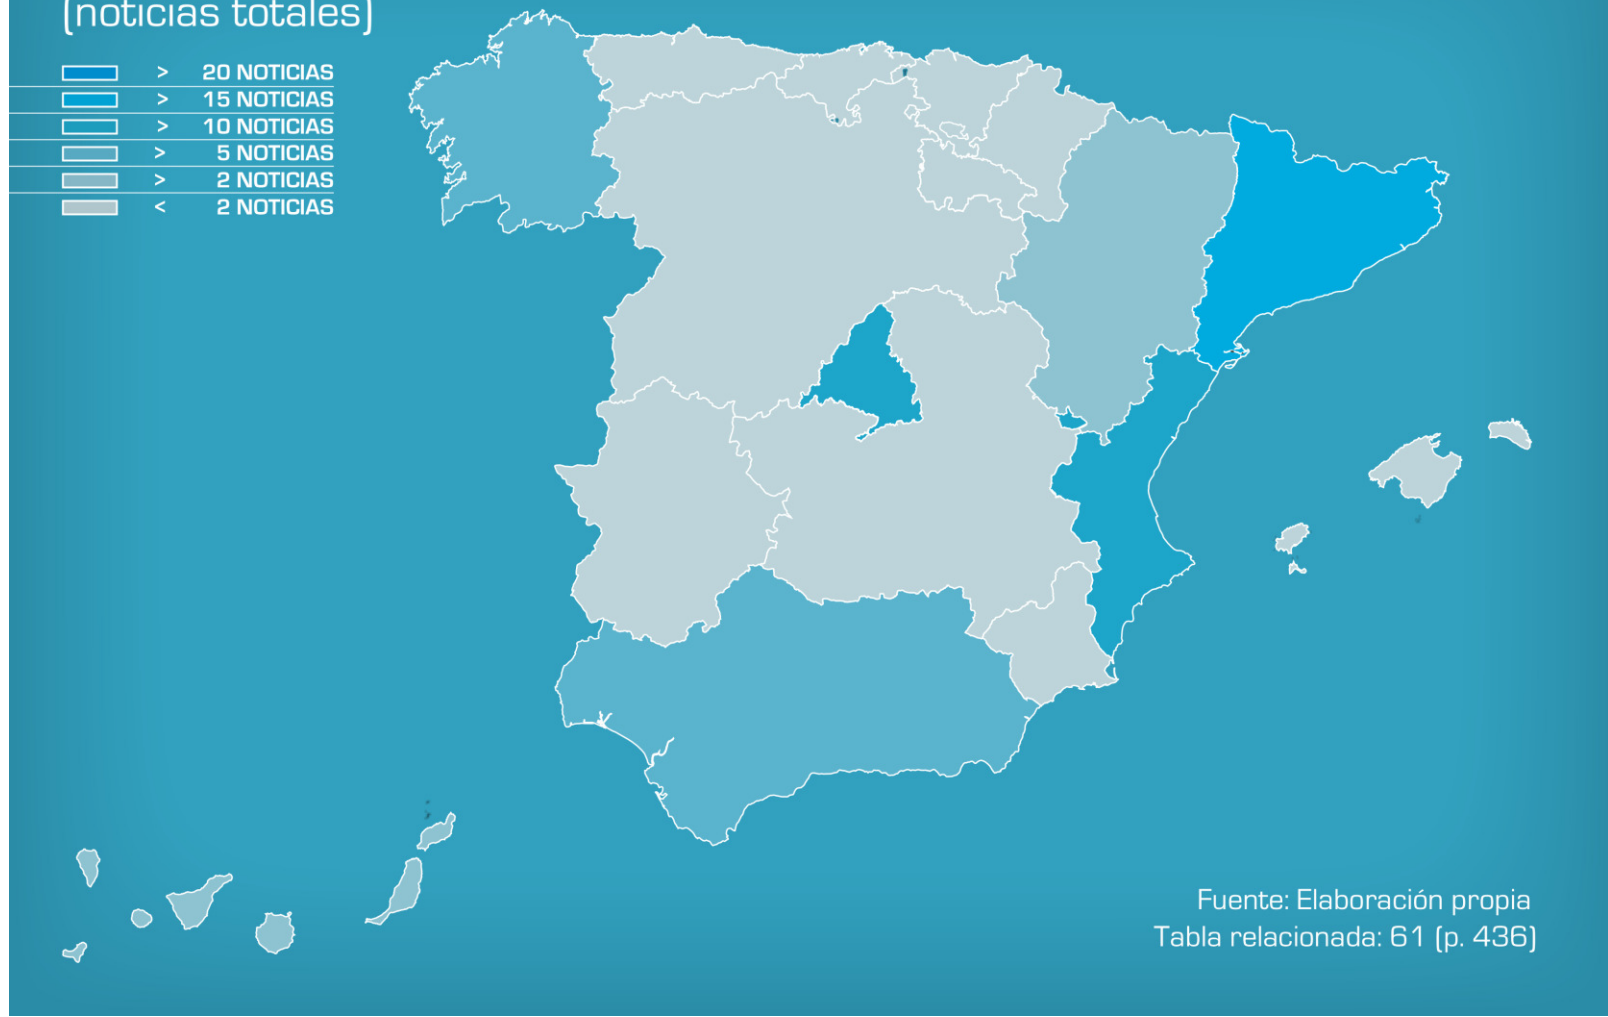 (noticias totales)
> 20 NOTICIAS
> 15 NOTICIAS
> 10 NOTICIAS
> 5 NOTICIAS
> 2 NOTICIAS
< 2 NOTICIAS
Fuente: Elaboración propia
Tabla relacionada: 61 (p. 436)